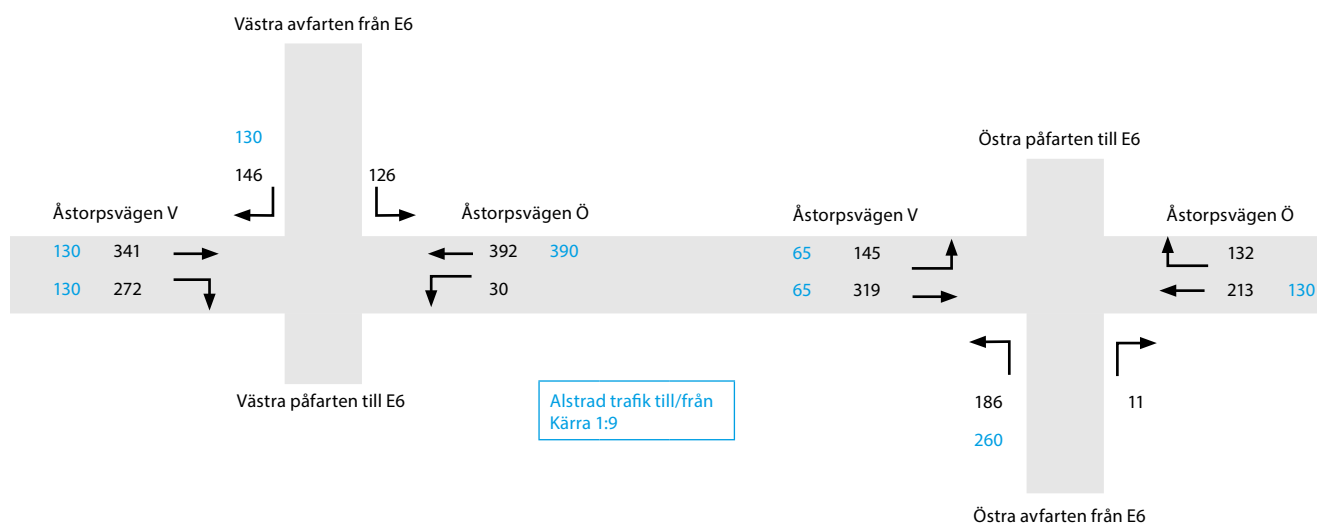 Västra avfarten från E6
130
146
126
Åstorpsvägen V
130 341
130 272
Åstorpsvägen Ö
392 390
30
Västra påfarten till E6
Alstrad trafik till/från
Kärra 1:9
Östra påfarten till E6
Åstorpsvägen V
65 145
65 319
Åstorpsvägen Ö
132
213 130
186
260
11
Östra avfarten från E6